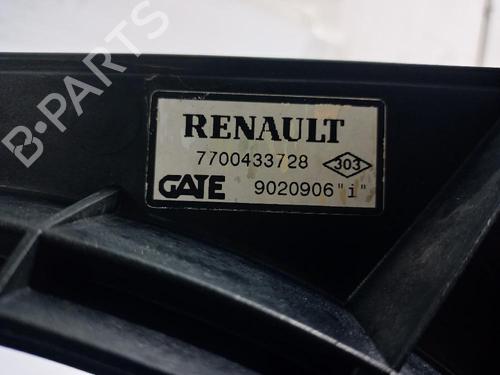 B-PARTS
RENAULT
7700433728 303
GATE 9020906 "i"